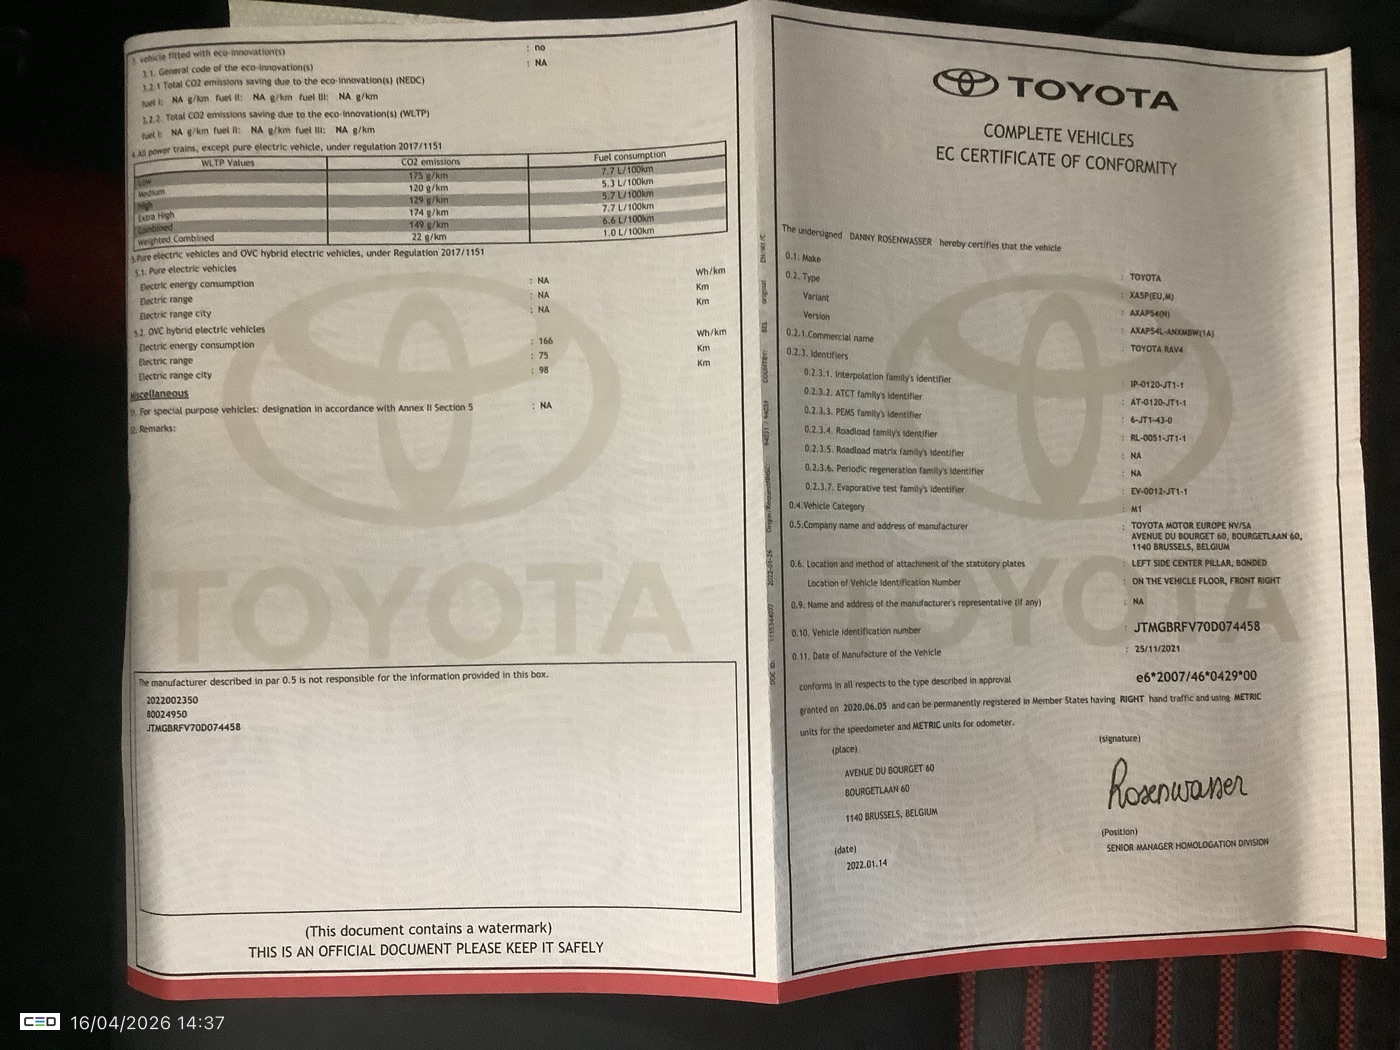 3. vehicle fitted with eco-innovation(s) : no
3.1. General code of the eco-innovation(s) : NA
3.2.1 Total CO2 emissions saving due to the eco-innovation(s) (NEDC)
fuel I: NA g/km fuel II: NA g/km fuel III: NA g/km
3.2.2. Total CO2 emissions saving due to the eco-innovation(s) (WLTP)
fuel I: NA g/km fuel II: NA g/km fuel III: NA g/km
4.All power trains, except pure electric vehicle, under regulation 2017/1151
WLTP Values CO2 emissions Fuel consumption
Low 175 g/km 7.7 L/100km
Medium 120 g/km 5.3 L/100km
High 129 g/km 5.7 L/100km
Extra High 174 g/km 7.7 L/100km
Combined 149 g/km 6.6 L/100km
Weighted Combined 22 g/km 1.0 L/100km
5.Pure electric vehicles and OVC hybrid electric vehicles, under Regulation 2017/1151
5.1. Pure electric vehicles
Electric energy consumption : NA Wh/km
Electric range : NA Km
Electric range city : NA Km
5.2. OVC hybrid electric vehicles
Electric energy consumption : 166 Wh/km
Electric range : 75 Km
Electric range city : 98 Km
Miscellaneous
For special purpose vehicles: designation in accordance with Annex II Section 5 : NA
Remarks:
TOYOTA
The manufacturer described in par 0.5 is not responsible for the information provided in this box.
2022002350
80024950
JTMGBRFV70D074458
(This document contains a watermark)
THIS IS AN OFFICIAL DOCUMENT PLEASE KEEP IT SAFELY
TOYOTA
COMPLETE VEHICLES
EC CERTIFICATE OF CONFORMITY
The undersigned DANNY ROSENWASSER hereby certifies that the vehicle
0.1. Make : TOYOTA
0.2. Type : XA5P(EU,M)
Variant : AXAP54(N)
Version : AXAP54L-ANXMBW(1A)
0.2.1.Commercial name : TOYOTA RAV4
0.2.3. Identifiers
0.2.3.1. Interpolation family's identifier : IP-0120-JT1-1
0.2.3.2. ATCT family's identifier : AT-0120-JT1-1
0.2.3.3. PEMS family's identifier : 6-JT1-43-0
0.2.3.4. Roadload family's identifier : RL-0051-JT1-1
0.2.3.5. Roadload matrix family's identifier : NA
0.2.3.6. Periodic regeneration family's identifier : NA
0.2.3.7. Evaporative test family's identifier : EV-0012-JT1-1
0.4.Vehicle Category : M1
0.5.Company name and address of manufacturer : TOYOTA MOTOR EUROPE NV/SA
AVENUE DU BOURGET 60, BOURGETLAAN 60,
1140 BRUSSELS, BELGIUM
0.6. Location and method of attachment of the statutory plates : LEFT SIDE CENTER PILLAR, BONDED
Location of Vehicle Identification Number : ON THE VEHICLE FLOOR, FRONT RIGHT
0.9. Name and address of the manufacturer's representative (if any) : NA
0.10. Vehicle identification number : JTMGBRFV70D074458
0.11. Date of Manufacture of the Vehicle : 25/11/2021
conforms in all respects to the type described in approval e6*2007/46*0429*00
granted on 2020.06.05 and can be permanently registered in Member States having RIGHT hand traffic and using METRIC
units for the speedometer and METRIC units for odometer.
(place) (signature)
AVENUE DU BOURGET 60
BOURGETLAAN 60
1140 BRUSSELS, BELGIUM
Rosenwasser
(Position)
SENIOR MANAGER HOMOLOGATION DIVISION
(date)
2022.01.14
TOYOTA
CED 16/04/2026 14:37